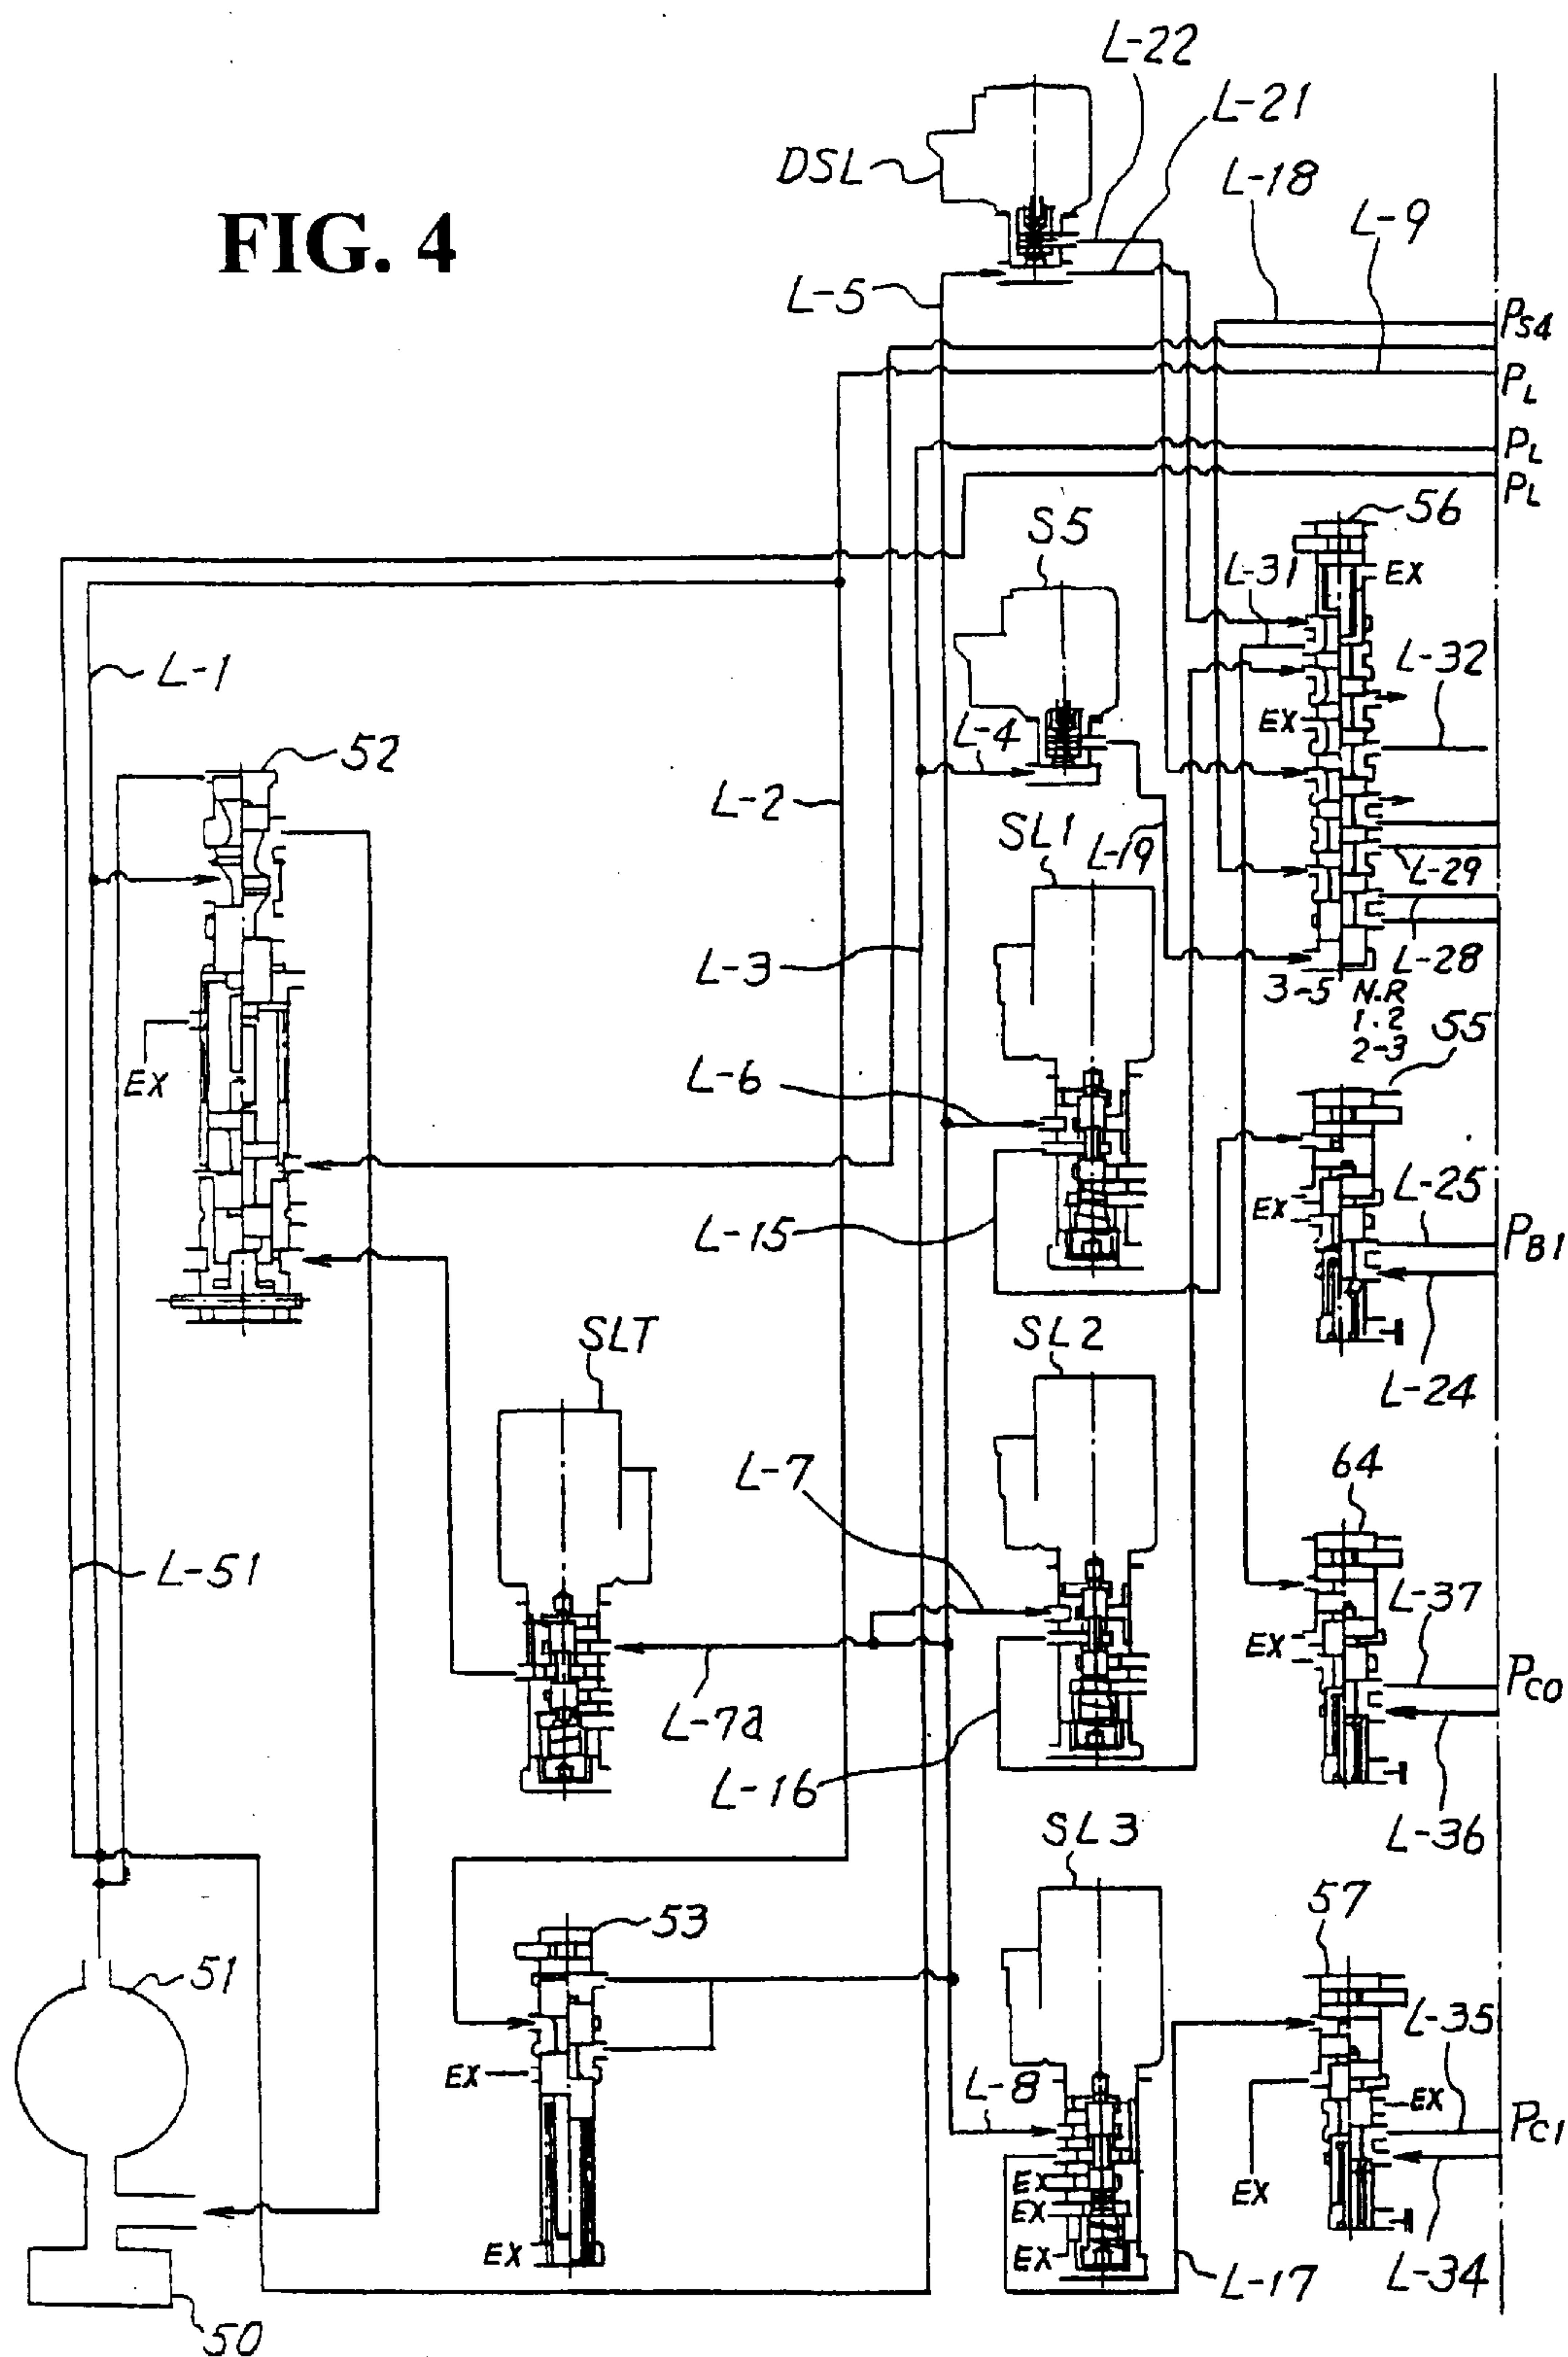 FIG. 4
L-22
L-21
DSL
L-18
L-9
L-5
PS4
PL
PL
PL
56
S5
L-31
EX
L-1
L-32
EX
52
L-4
L-2
SL1
L-19
L-29
L-3
L-28
3-5
N.R
1.2
2-3
55
EX
L-6
L-25
EX
L-15
PB1
SLT
SL2
L-24
L-7
64
L-51
L-37
EX
L-7a
PC0
L-16
L-36
SL3
53
57
51
L-35
EX
L-8
EX
PC1
EX
EX
EX
EX
EX
L-17
L-34
50